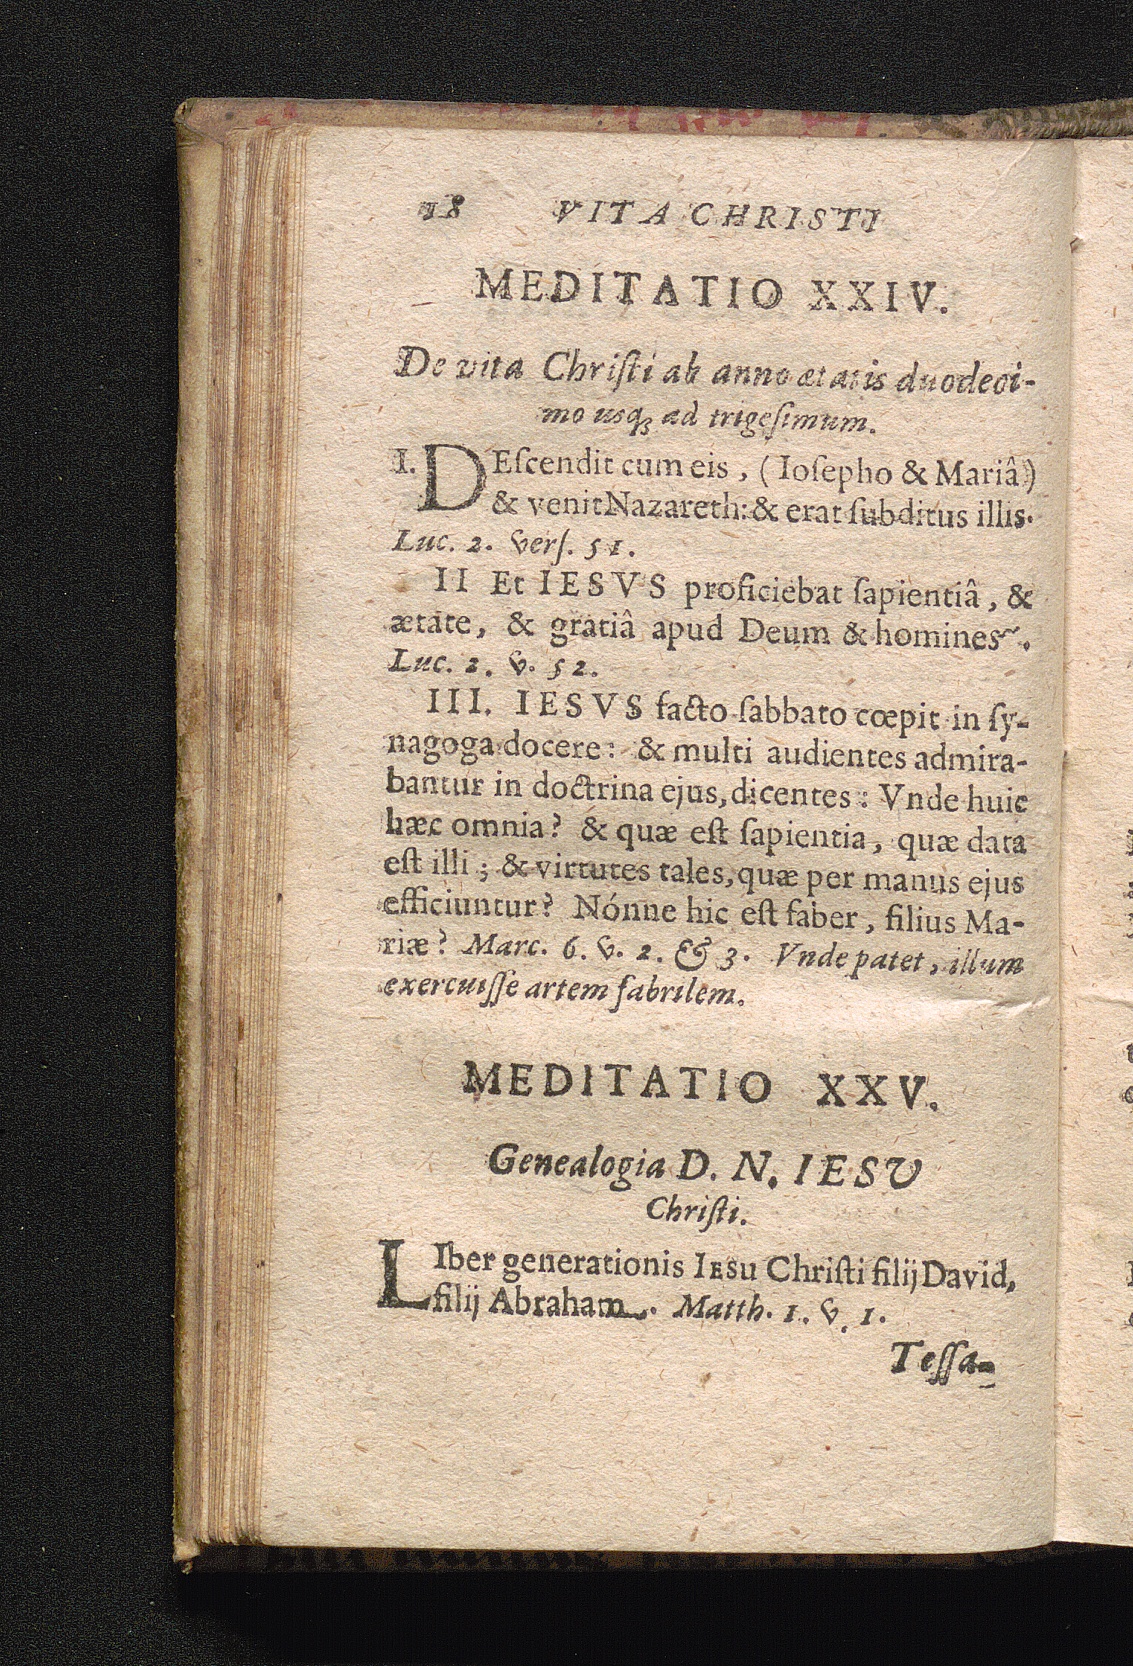 18 VITA CHRISTI
MEDITATIO XXIV.
De vita Chriſti ab anno ætatis duodeci-
mo uſqꝫ ad trigeſimum.
I. DEſcendit cum eis, (Ioſepho & Mariâ)
& venit Nazareth: & erat ſubditus illis.
Luc. 2. verſ. 51.
II Et IESVS proficiebat ſapientiâ, &
ætate, & gratiâ apud Deum & homines.
Luc. 2. v. 52.
III. IESVS facto ſabbato cœpit in ſy-
nagoga docere: & multi audientes admira-
bantur in doctrina ejus, dicentes: Vnde huic
hæc omnia? & quæ eſt ſapientia, quæ data
eſt illi; & virtutes tales, quæ per manus ejus
efficiuntur? Nónne hic eſt faber, filius Ma-
riæ? Marc. 6. v. 2. & 3. Vnde patet, illum
exercuiſſe artem fabrilem.
MEDITATIO XXV.
Genealogia D. N. IESU
Chriſti.
LIber generationis IESu Chriſti filij David,
filij Abraham. Matth. 1. v. 1.
Teſſa-